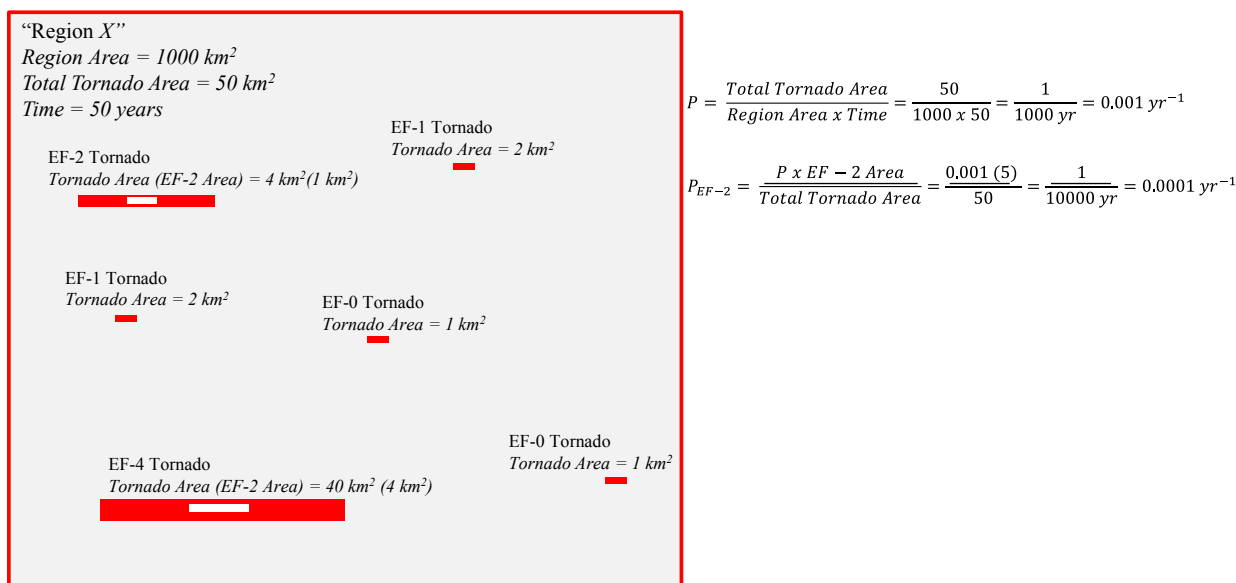 “Region X”
Region Area = 1000 km²
Total Tornado Area = 50 km²
Time = 50 years
EF-1 Tornado
Tornado Area = 2 km²
EF-2 Tornado
Tornado Area (EF-2 Area) = 4 km²(1 km²)
EF-1 Tornado
Tornado Area = 2 km²
EF-0 Tornado
Tornado Area = 1 km²
EF-0 Tornado
Tornado Area = 1 km²
EF-4 Tornado
Tornado Area (EF-2 Area) = 40 km² (4 km²)
P = Total Tornado Area / Region Area x Time = 50 / 1000 x 50 = 1 / 1000 yr = 0.001 yr⁻¹
P_EF−2 = P x EF − 2 Area / Total Tornado Area = 0.001 (5) / 50 = 1 / 10000 yr = 0.0001 yr⁻¹